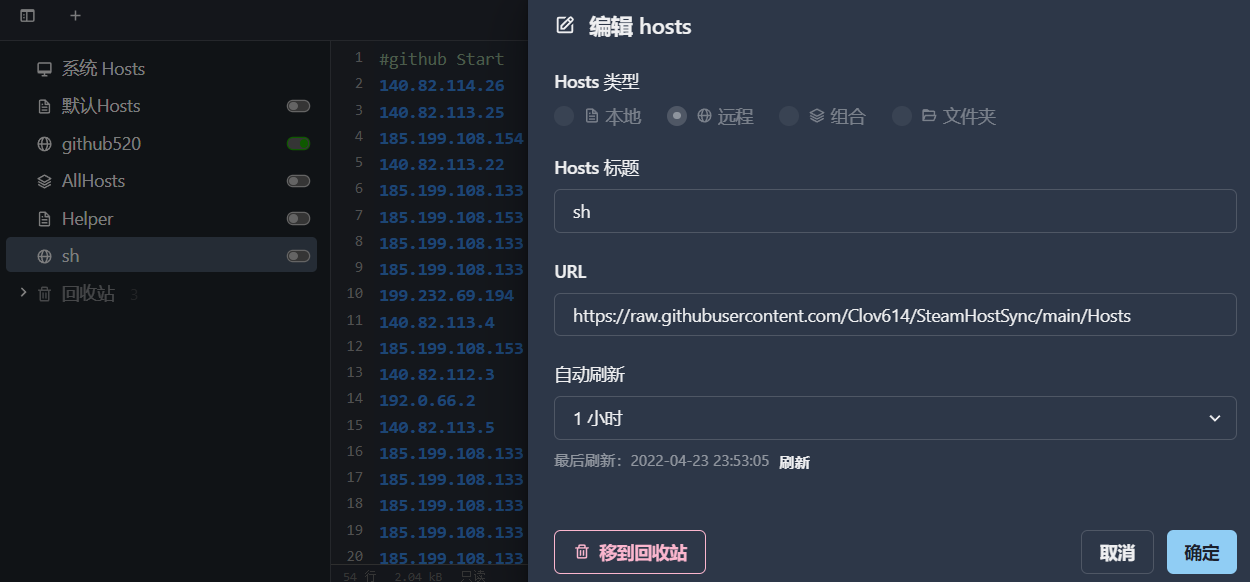 系统 Hosts
默认Hosts
github520
AllHosts
Helper
sh
回收站 3
1 #github Start
2 140.82.114.26
3 140.82.113.25
4 185.199.108.154
5 140.82.113.22
6 185.199.108.133
7 185.199.108.153
8 185.199.108.133
9 185.199.108.133
10 199.232.69.194
11 140.82.113.4
12 185.199.108.153
13 140.82.112.3
14 192.0.66.2
15 140.82.113.5
16 185.199.108.133
17 185.199.108.133
18 185.199.108.133
19 185.199.108.133
20 185.199.108.133
54 行 2.04 kB 只读
编辑 hosts
Hosts 类型
本地 远程 组合 文件夹
Hosts 标题
sh
URL
https://raw.githubusercontent.com/Clov614/SteamHostSync/main/Hosts
自动刷新
1 小时
最后刷新：2022-04-23 23:53:05 刷新
移到回收站 取消 确定